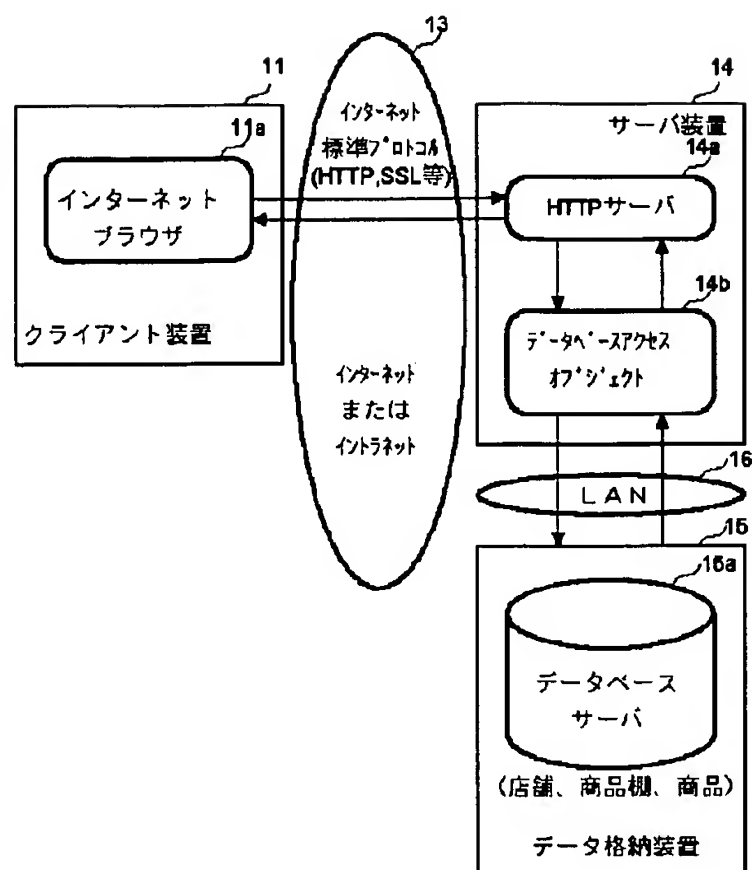 13
11
14
インターネット
標準プロトコル
(HTTP,SSL等)
サーバ装置
11a
14a
インターネット
ブラウザ
HTTPサーバ
14b
クライアント装置
データベースアクセス
オブジェクト
インターネット
または
イントラネット
16
LAN
15
15a
データベース
サーバ
(店舗、商品棚、商品)
データ格納装置